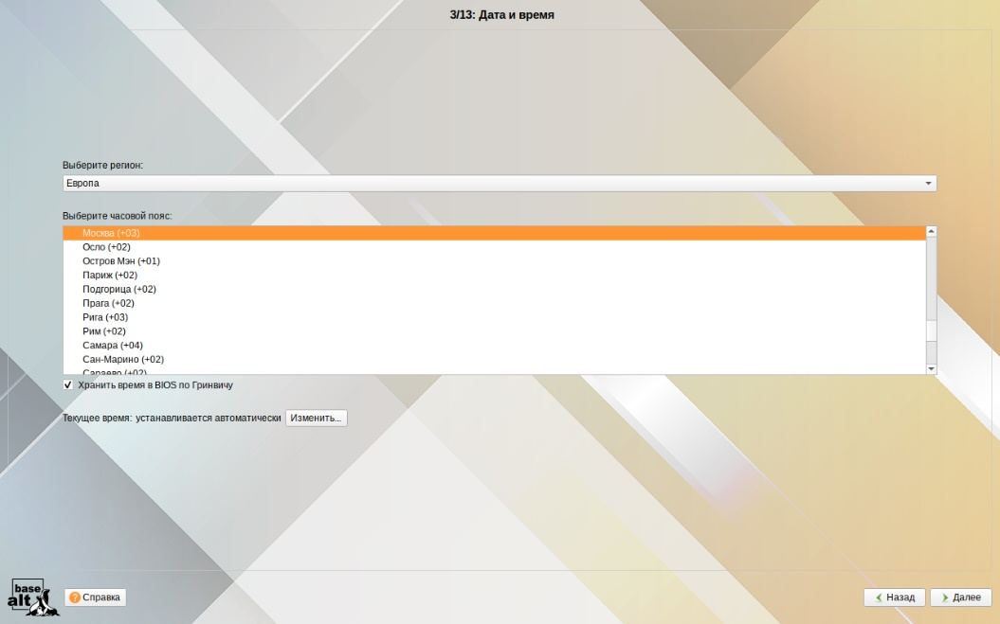 3/13: Дата и время
Выберите регион:
Европа
Выберите часовой пояс:
Москва (+03)
Осло (+02)
Остров Мэн (+01)
Париж (+02)
Подгорица (+02)
Прага (+02)
Рига (+03)
Рим (+02)
Самара (+04)
Сан-Марино (+02)
Сараево (+02)
Хранить время в BIOS по Гринвичу
Текущее время: устанавливается автоматически Изменить...
base
alt
? Справка
Назад
Далее